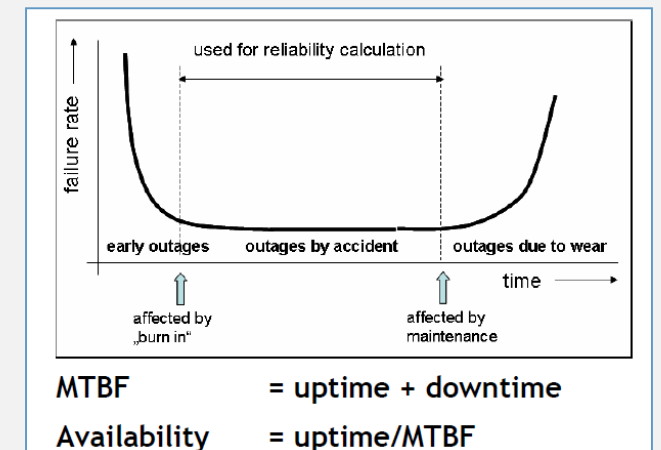 used for reliability calculation
failure rate
early outages outages by accident outages due to wear
time
affected by
„burn in“
affected by
maintenance
MTBF = uptime + downtime
Availability = uptime/MTBF